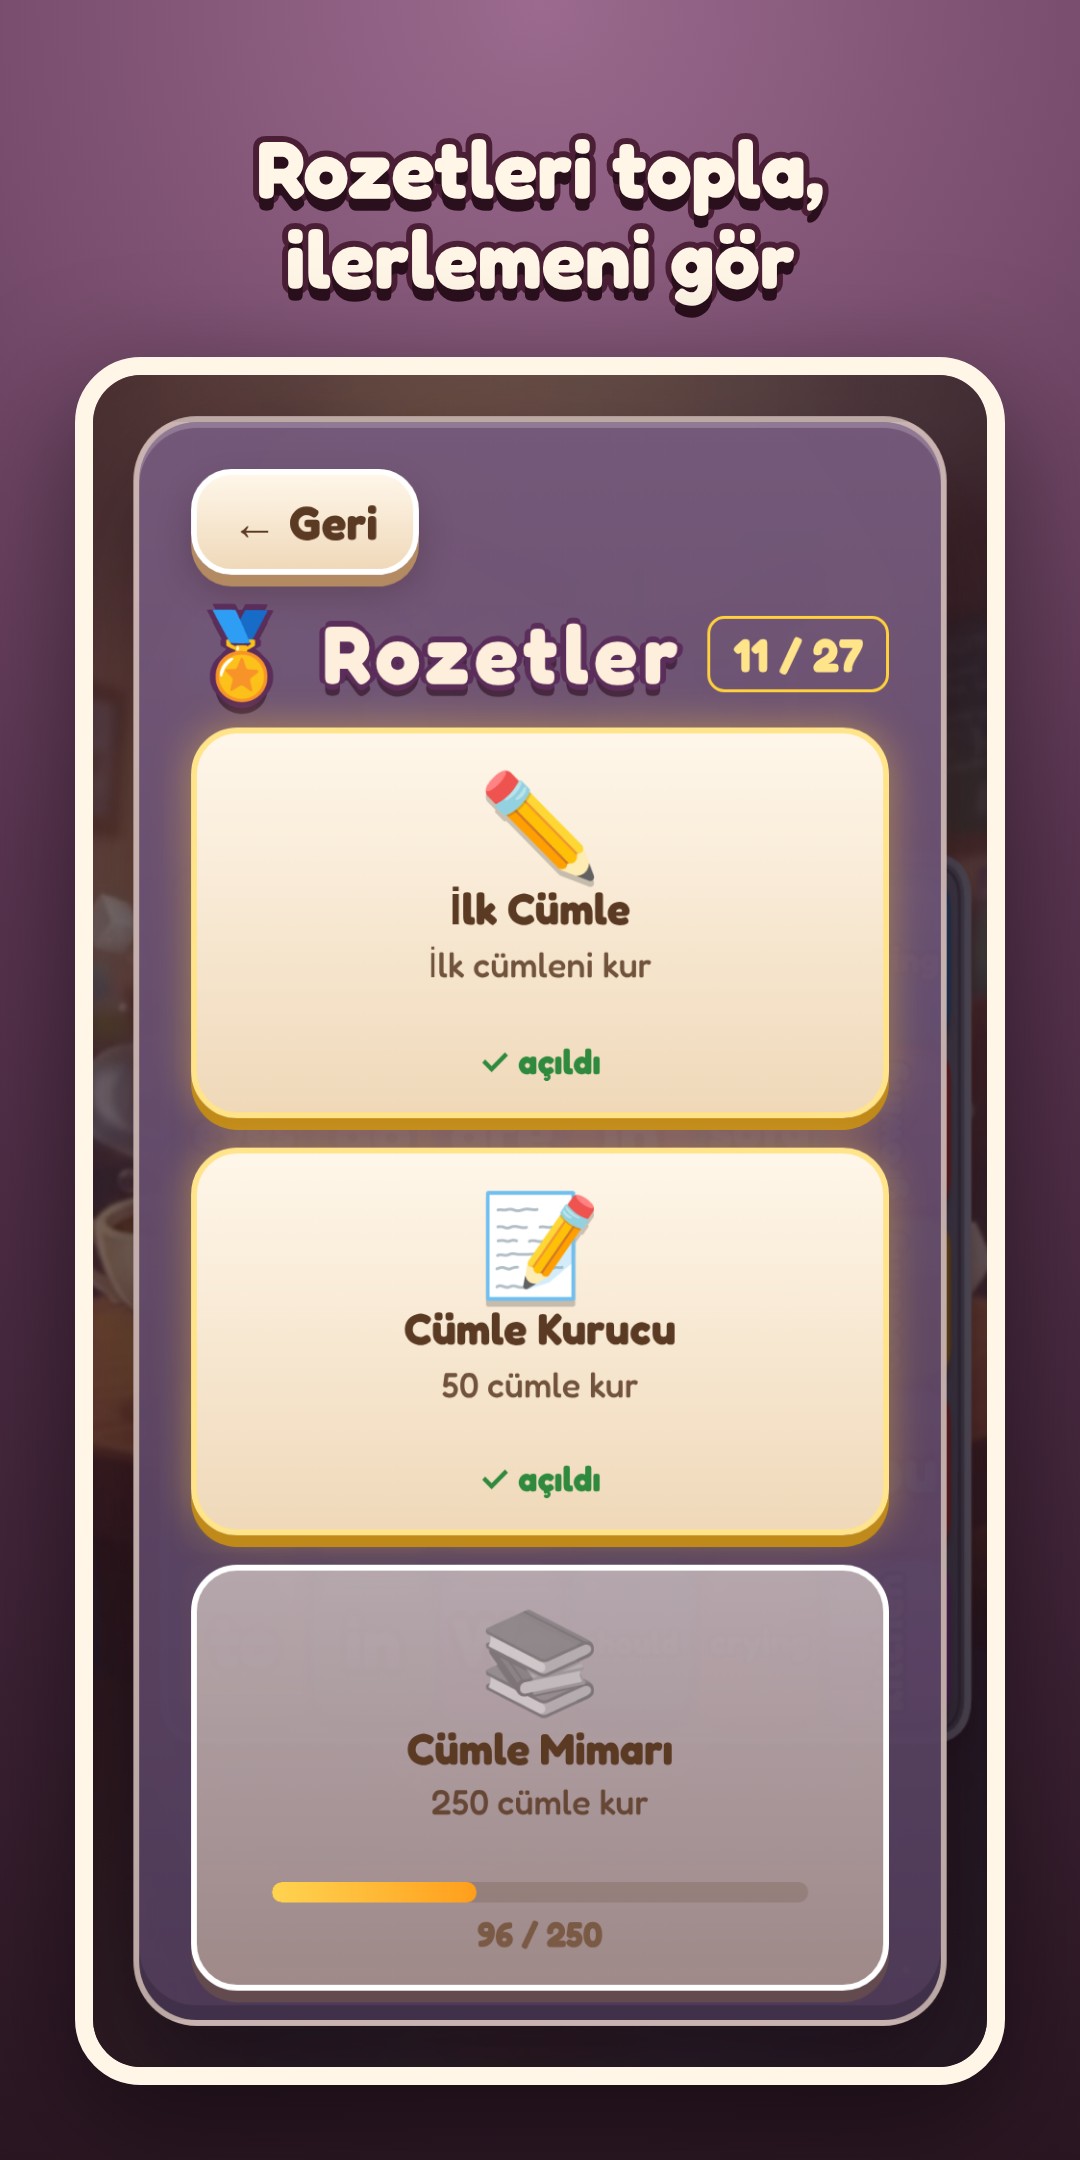 Rozetleri topla,
ilerlemeni gör
← Geri
Rozetler
11 / 27
İlk Cümle
İlk cümleni kur
✓ açıldı
Cümle Kurucu
50 cümle kur
✓ açıldı
Cümle Mimarı
250 cümle kur
96 / 250